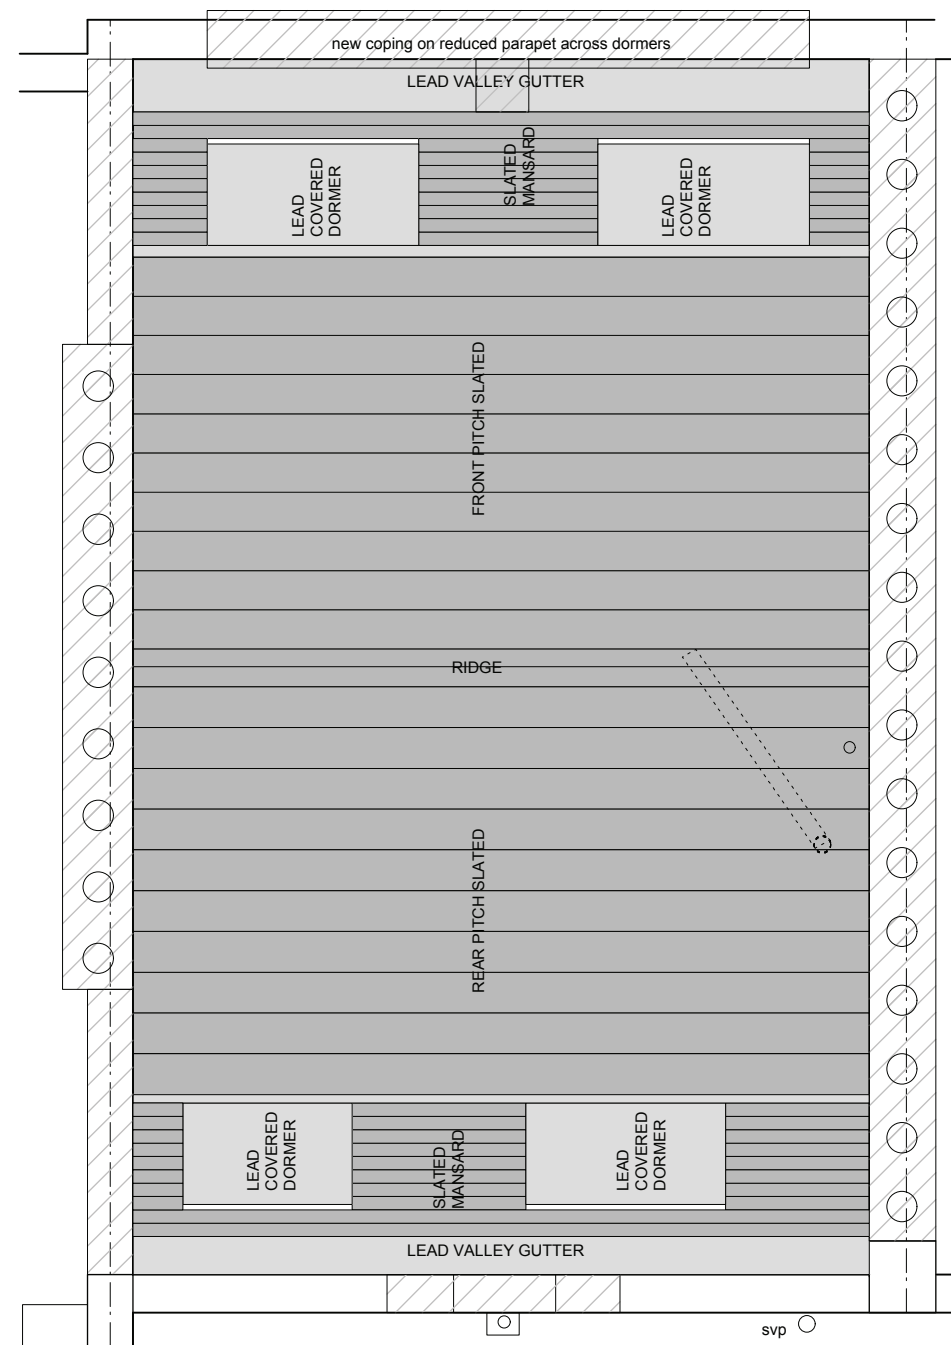 new coping on reduced parapet across dormers
LEAD VALLEY GUTTER
LEAD
COVERED
DORMER
SLATED
MANSARD
LEAD
COVERED
DORMER
FRONT PITCH SLATED
RIDGE
REAR PITCH SLATED
LEAD
COVERED
DORMER
SLATED
MANSARD
LEAD
COVERED
DORMER
LEAD VALLEY GUTTER
svp